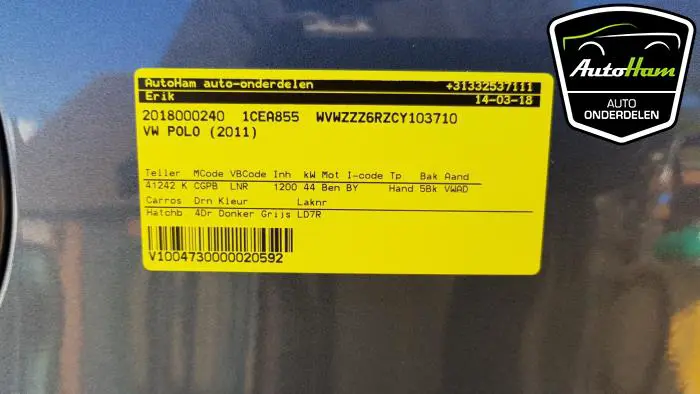 AutoHam auto-onderdelen +31332537111
Erik 14-03-18
2018000240 1CEA855 WVWZZZ6RZCY103710
VW POLO (2011)
Teller MCode VBCode Inh kW Mot I-code Tp Bak Aand
41242 K CGPB LNR 1200 44 Ben BY Hand 5Bk VWAD
Carros Drn Kleur Laknr
Hatchb 4Dr Donker Grijs LD7R
V1004730000020592
AutoHam
AUTO
ONDERDELEN